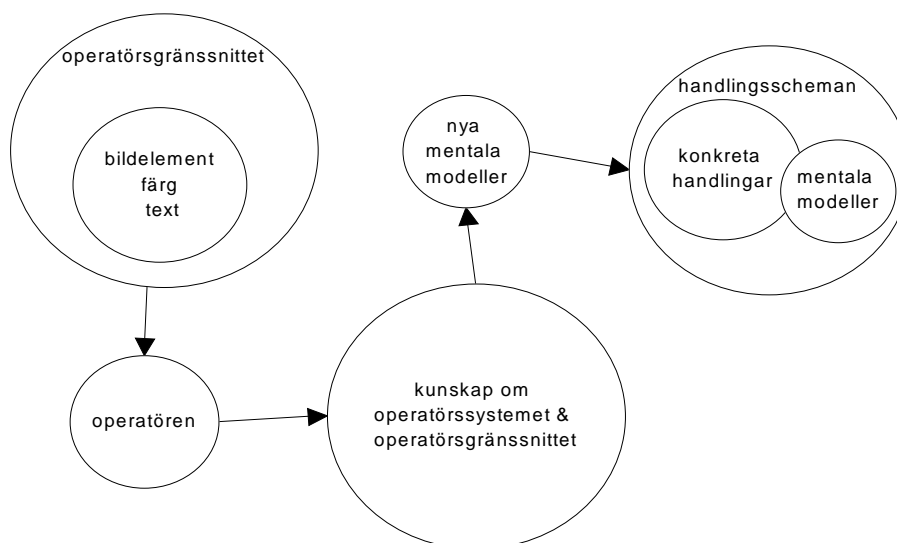 operatörsgränssnittet
bildelement
färg
text
operatören
kunskap om
operatörssystemet &
operatörsgränssnittet
nya
mentala
modeller
handlingsscheman
konkreta
handlingar
mentala
modeller